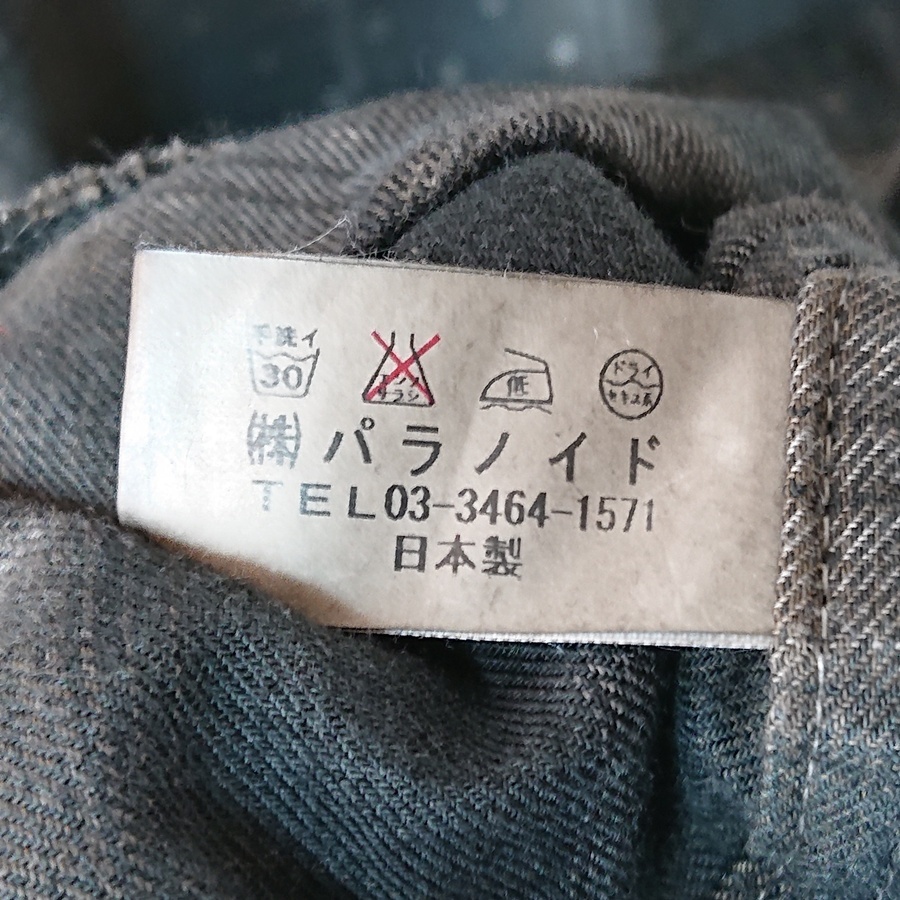 手洗イ
30
エンソ
サラシ
低
ドライ
セキユ系
㈱パラノイド
TEL03-3464-1571
日本製